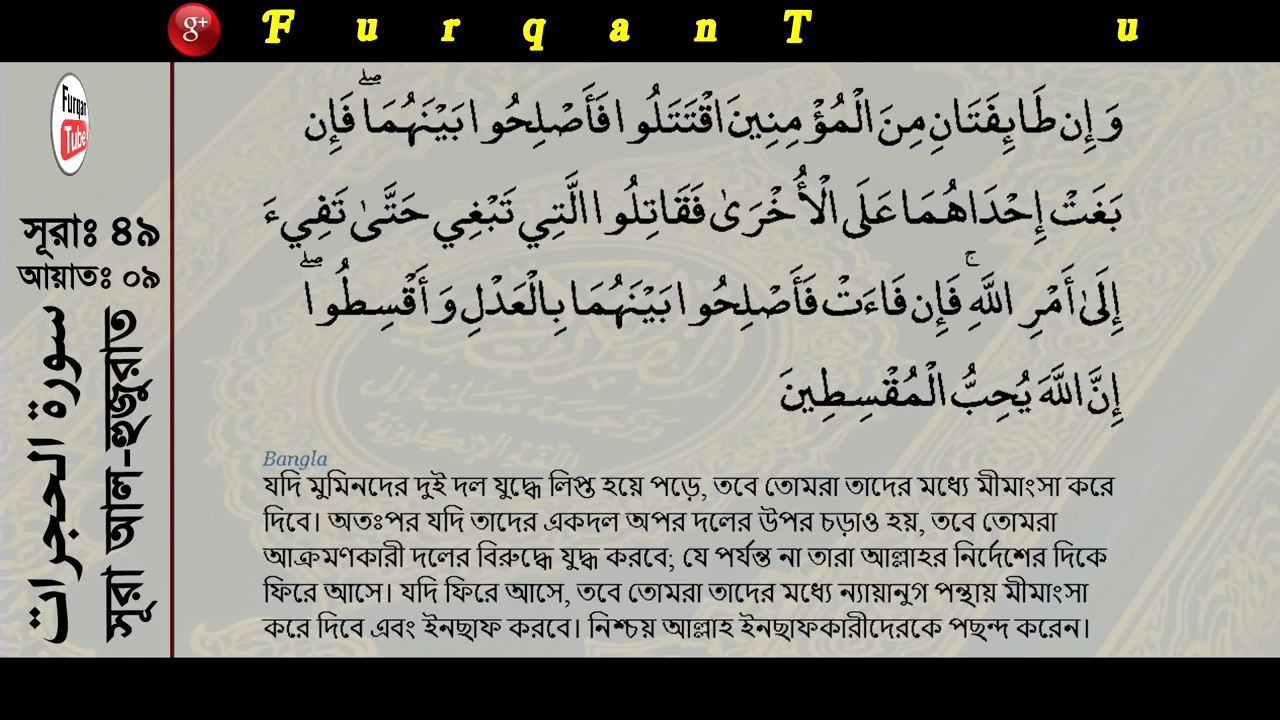 g+
F u r q a n T u
Furqan
Tube
সূরাঃ ৪৯
আয়াতঃ ০৯
سورة الحجرات
সূরা আল-হুজুরাত
وَإِن طَائِفَتَانِ مِنَ الْمُؤْمِنِينَ اقْتَتَلُوا فَأَصْلِحُوا بَيْنَهُمَا ۖ فَإِن
بَغَتْ إِحْدَاهُمَا عَلَى الْأُخْرَىٰ فَقَاتِلُوا الَّتِي تَبْغِي حَتَّىٰ تَفِيءَ
إِلَىٰ أَمْرِ اللَّهِ ۚ فَإِن فَاءَتْ فَأَصْلِحُوا بَيْنَهُمَا بِالْعَدْلِ وَأَقْسِطُوا ۖ
إِنَّ اللَّهَ يُحِبُّ الْمُقْسِطِينَ
Bangla
যদি মুমিনদের দুই দল যুদ্ধে লিপ্ত হয়ে পড়ে, তবে তোমরা তাদের মধ্যে মীমাংসা করে
দিবে। অতঃপর যদি তাদের একদল অপর দলের উপর চড়াও হয়, তবে তোমরা
আক্রমণকারী দলের বিরুদ্ধে যুদ্ধ করবে; যে পর্যন্ত না তারা আল্লাহর নির্দেশের দিকে
ফিরে আসে। যদি ফিরে আসে, তবে তোমরা তাদের মধ্যে ন্যায়ানুগ পন্থায় মীমাংসা
করে দিবে এবং ইনছাফ করবে। নিশ্চয় আল্লাহ ইনছাফকারীদেরকে পছন্দ করেন।